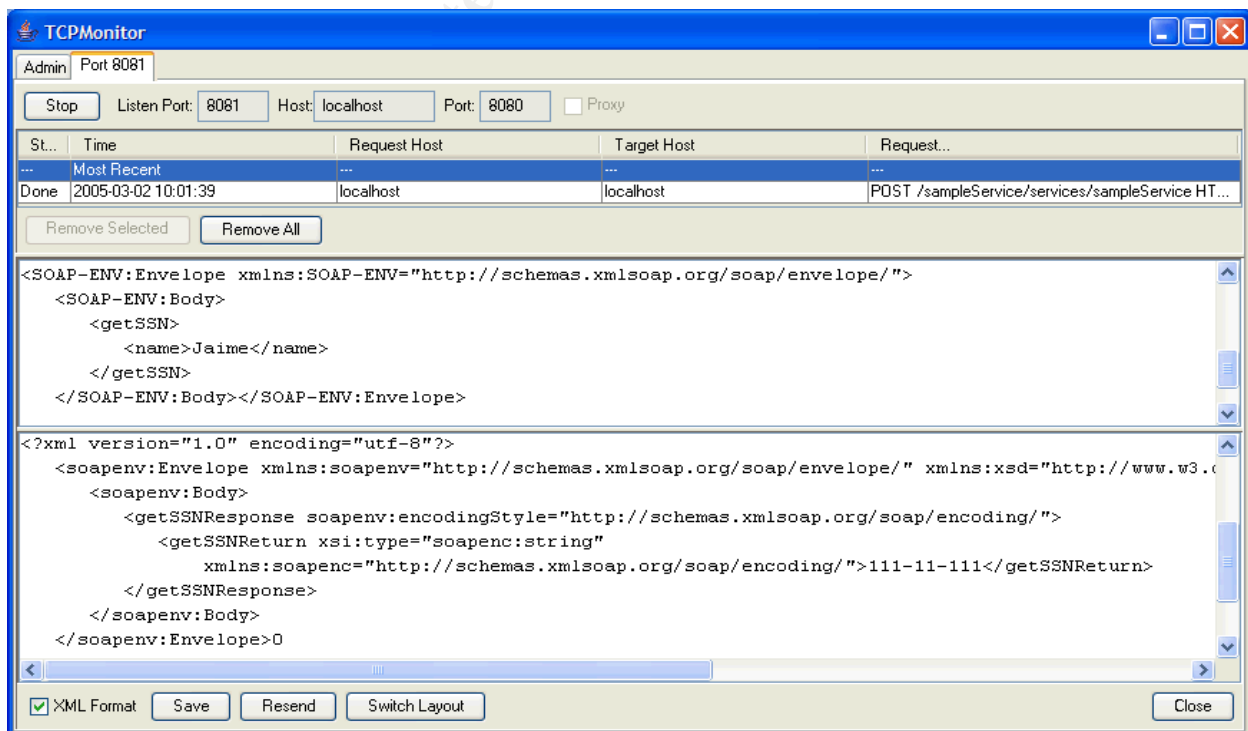 TCPMonitor
Admin Port 8081
Stop Listen Port: 8081 Host: localhost Port: 8080 Proxy
St... Time Request Host Target Host Request...
--- Most Recent --- --- ---
Done 2005-03-02 10:01:39 localhost localhost POST /sampleService/services/sampleService HT...
Remove Selected Remove All
<SOAP-ENV:Envelope xmlns:SOAP-ENV="http://schemas.xmlsoap.org/soap/envelope/">
<SOAP-ENV:Body>
<getSSN>
<name>Jaime</name>
</getSSN>
</SOAP-ENV:Body></SOAP-ENV:Envelope>
<?xml version="1.0" encoding="utf-8"?>
<soapenv:Envelope xmlns:soapenv="http://schemas.xmlsoap.org/soap/envelope/" xmlns:xsd="http://www.w3.
<soapenv:Body>
<getSSNResponse soapenv:encodingStyle="http://schemas.xmlsoap.org/soap/encoding/">
<getSSNReturn xsi:type="soapenc:string"
xmlns:soapenc="http://schemas.xmlsoap.org/soap/encoding/">111-11-111</getSSNReturn>
</getSSNResponse>
</soapenv:Body>
</soapenv:Envelope>0
XML Format Save Resend Switch Layout Close